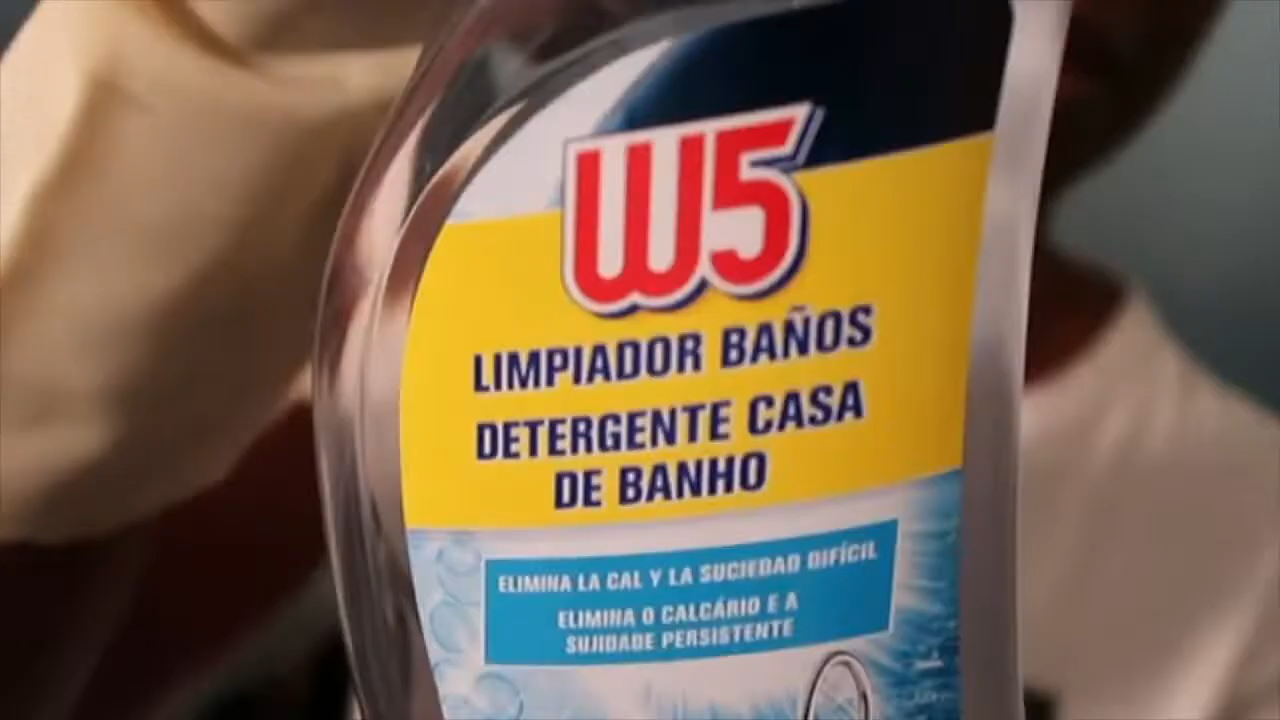 W5
LIMPIADOR BAÑOS
DETERGENTE CASA
DE BANHO
ELIMINA LA CAL Y LA SUCIEDAD DIFÍCIL
ELIMINA O CALCÁRIO E A
SUJIDADE PERSISTENTE